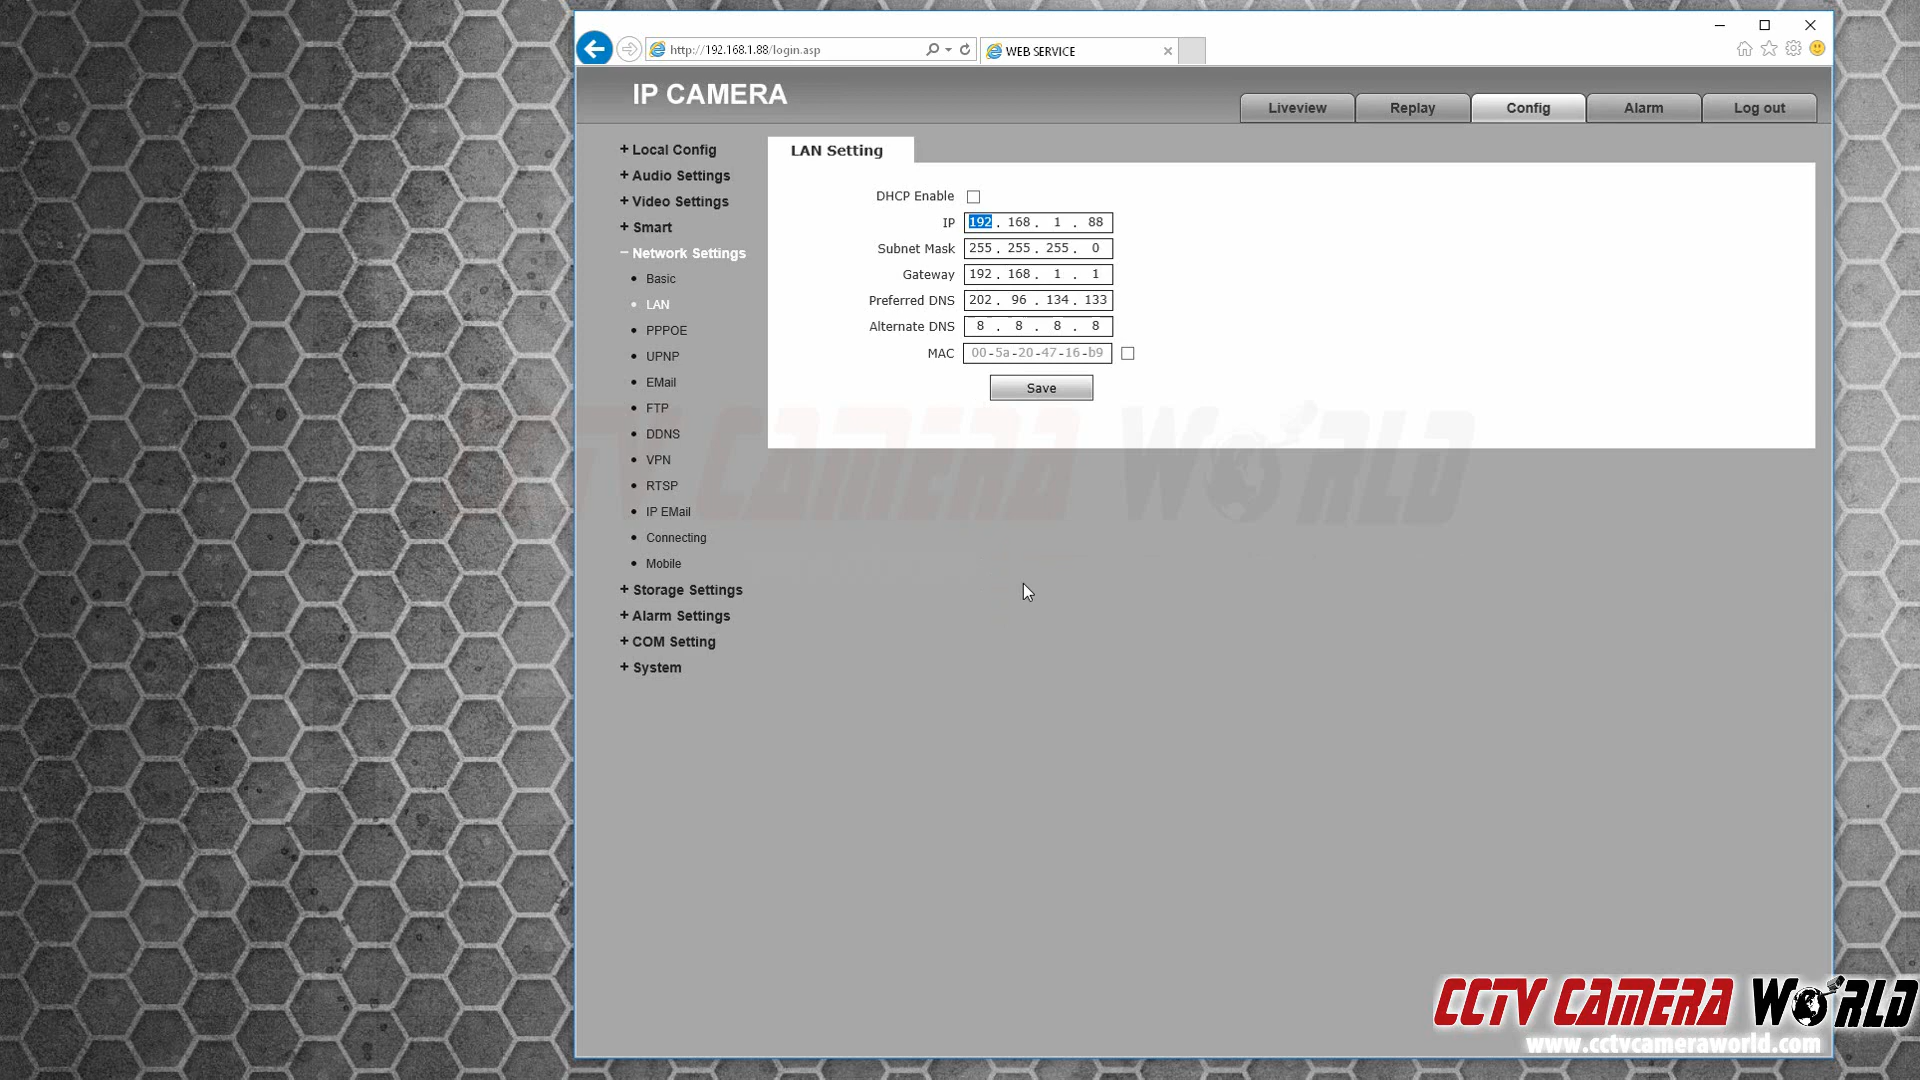 http://192.168.1.88/login.asp
WEB SERVICE
IP CAMERA
Liveview
Replay
Config
Alarm
Log out
+ Local Config
+ Audio Settings
+ Video Settings
+ Smart
− Network Settings
• Basic
• LAN
• PPPOE
• UPNP
• EMail
• FTP
• DDNS
• VPN
• RTSP
• IP EMail
• Connecting
• Mobile
+ Storage Settings
+ Alarm Settings
+ COM Setting
+ System
LAN Setting
DHCP Enable
IP 192 . 168 . 1 . 88
Subnet Mask 255 . 255 . 255 . 0
Gateway 192 . 168 . 1 . 1
Preferred DNS 202 . 96 . 134 . 133
Alternate DNS 8 . 8 . 8 . 8
MAC 00-5a-20-47-16-b9
Save
CCTV CAMERA WORLD
CCTV CAMERA WORLD
www.cctvcameraworld.com